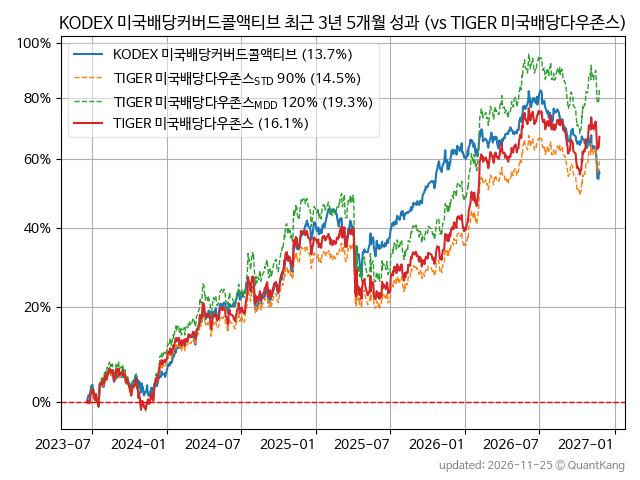 KODEX 미국배당커버드콜액티브 최근 3년 5개월 성과 (vs TIGER 미국배당다우존스)
100%
80%
60%
40%
20%
0%
KODEX 미국배당커버드콜액티브 (13.7%)
TIGER 미국배당다우존스STD 90% (14.5%)
TIGER 미국배당다우존스MDD 120% (19.3%)
TIGER 미국배당다우존스 (16.1%)
2023-07 2024-01 2024-07 2025-01 2025-07 2026-01 2026-07 2027-01
updated: 2026-11-25 © QuantKang